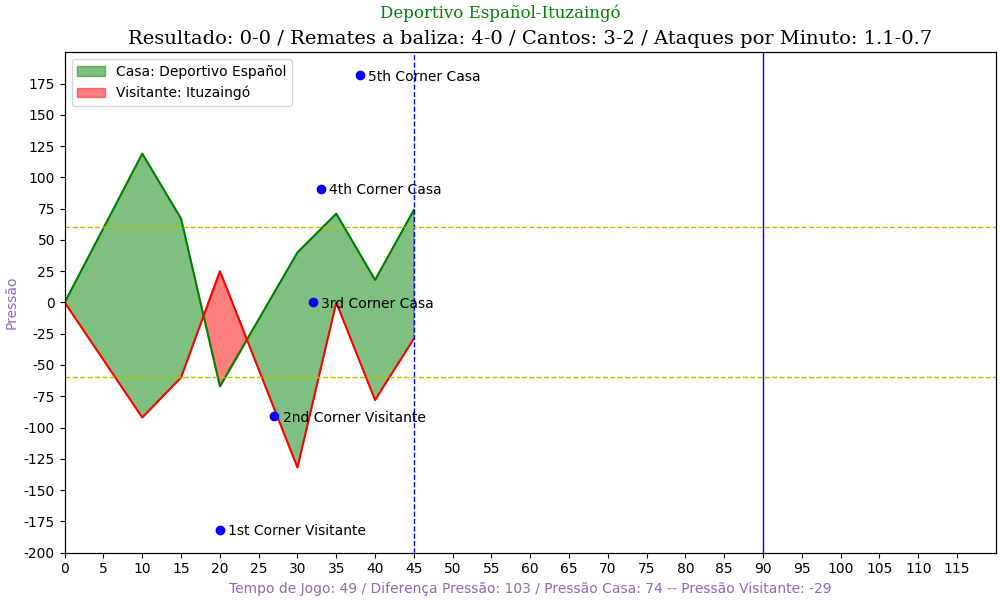 Deportivo Español-Ituzaingó
Resultado: 0-0 / Remates a baliza: 4-0 / Cantos: 3-2 / Ataques por Minuto: 1.1-0.7
Casa: Deportivo Español
Visitante: Ituzaingó
5th Corner Casa
4th Corner Casa
3rd Corner Casa
2nd Corner Visitante
1st Corner Visitante
Pressão
175
150
125
100
75
50
25
0
-25
-50
-75
-100
-125
-150
-175
-200
0 5 10 15 20 25 30 35 40 45 50 55 60 65 70 75 80 85 90 95 100 105 110 115
Tempo de Jogo: 49 / Diferença Pressão: 103 / Pressão Casa: 74 -- Pressão Visitante: -29